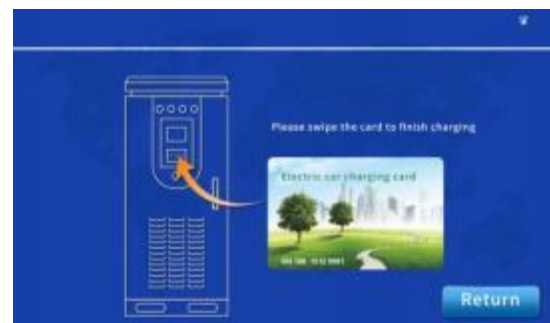 Please swipe the card to finish charging
Electric car charging card
Return